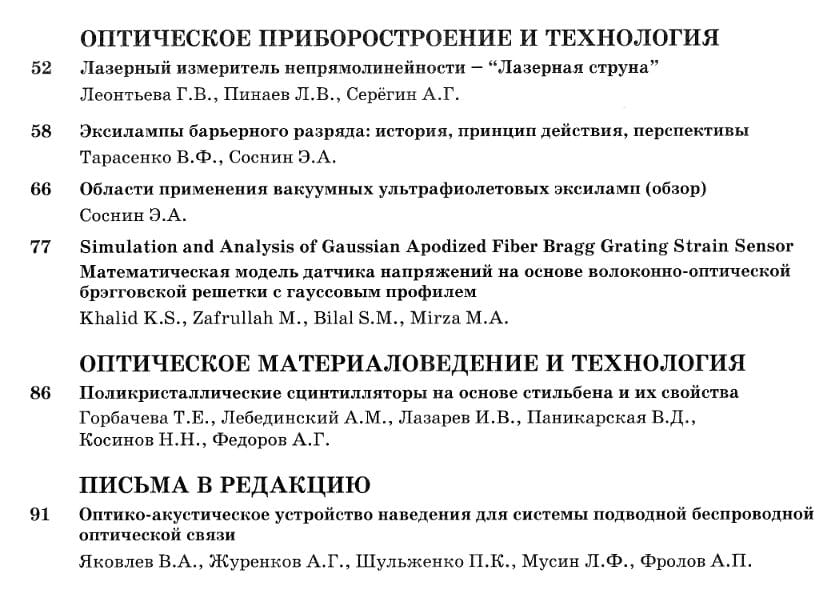 ОПТИЧЕСКОЕ ПРИБОРОСТРОЕНИЕ И ТЕХНОЛОГИЯ
52 Лазерный измеритель непрямолинейности – “Лазерная струна”
Леонтьева Г.В., Пинаев Л.В., Серёгин А.Г.
58 Эксилампы барьерного разряда: история, принцип действия, перспективы
Тарасенко В.Ф., Соснин Э.А.
66 Области применения вакуумных ультрафиолетовых эксиламп (обзор)
Соснин Э.А.
77 Simulation and Analysis of Gaussian Apodized Fiber Bragg Grating Strain Sensor
Математическая модель датчика напряжений на основе волоконно-оптической
брэгговской решетки с гауссовым профилем
Khalid K.S., Zafrullah M., Bilal S.M., Mirza M.A.
ОПТИЧЕСКОЕ МАТЕРИАЛОВЕДЕНИЕ И ТЕХНОЛОГИЯ
86 Поликристаллические сцинтилляторы на основе стильбена и их свойства
Горбачева Т.Е., Лебединский А.М., Лазарев И.В., Паникарская В.Д.,
Косинов Н.Н., Федоров А.Г.
ПИСЬМА В РЕДАКЦИЮ
91 Оптико-акустическое устройство наведения для системы подводной беспроводной
оптической связи
Яковлев В.А., Журенков А.Г., Шульженко П.К., Мусин Л.Ф., Фролов А.П.